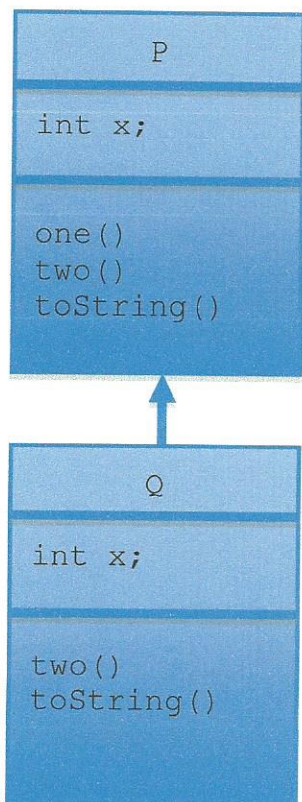 P
int x;
one()
two()
toString()
Q
int x;
two()
toString()